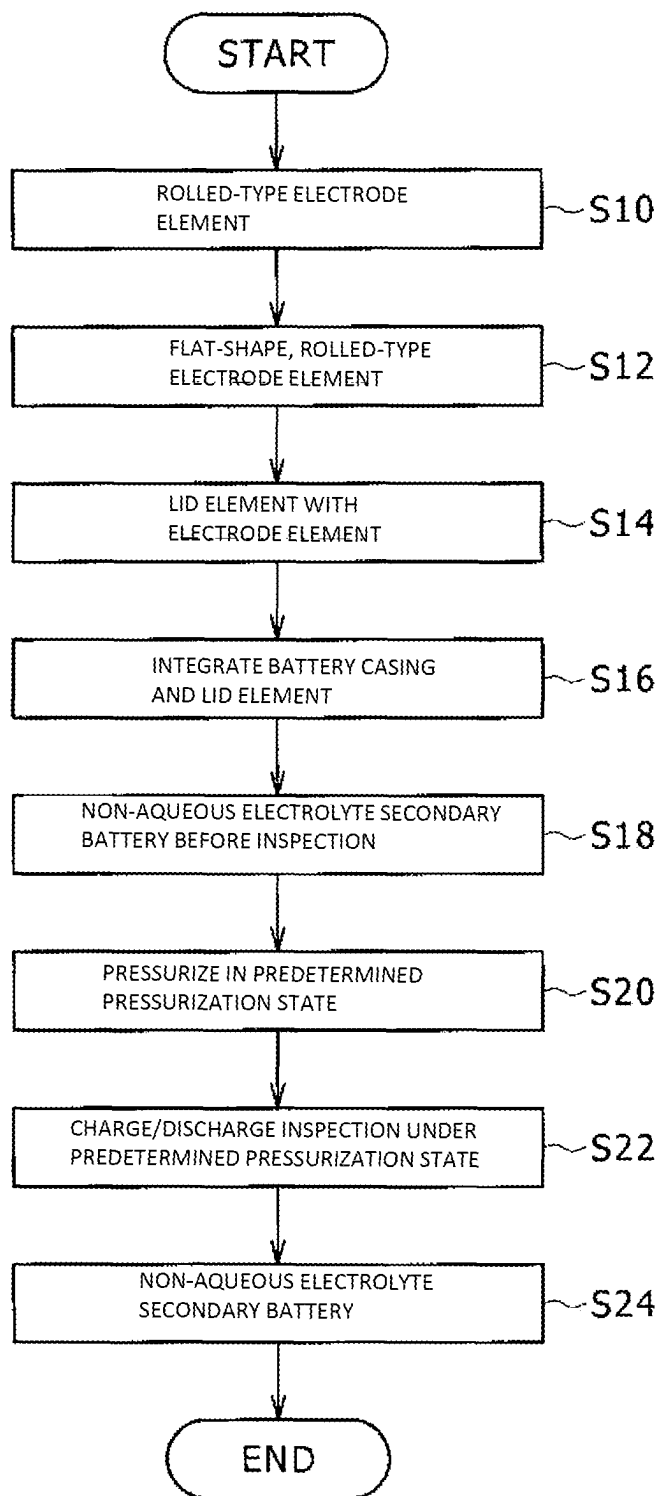 START
ROLLED-TYPE ELECTRODE
ELEMENT
S10
FLAT-SHAPE, ROLLED-TYPE
ELECTRODE ELEMENT
S12
LID ELEMENT WITH
ELECTRODE ELEMENT
S14
INTEGRATE BATTERY CASING
AND LID ELEMENT
S16
NON-AQUEOUS ELECTROLYTE SECONDARY
BATTERY BEFORE INSPECTION
S18
PRESSURIZE IN PREDETERMINED
PRESSURIZATION STATE
S20
CHARGE/DISCHARGE INSPECTION UNDER
PREDETERMINED PRESSURIZATION STATE
S22
NON-AQUEOUS ELECTROLYTE
SECONDARY BATTERY
S24
END